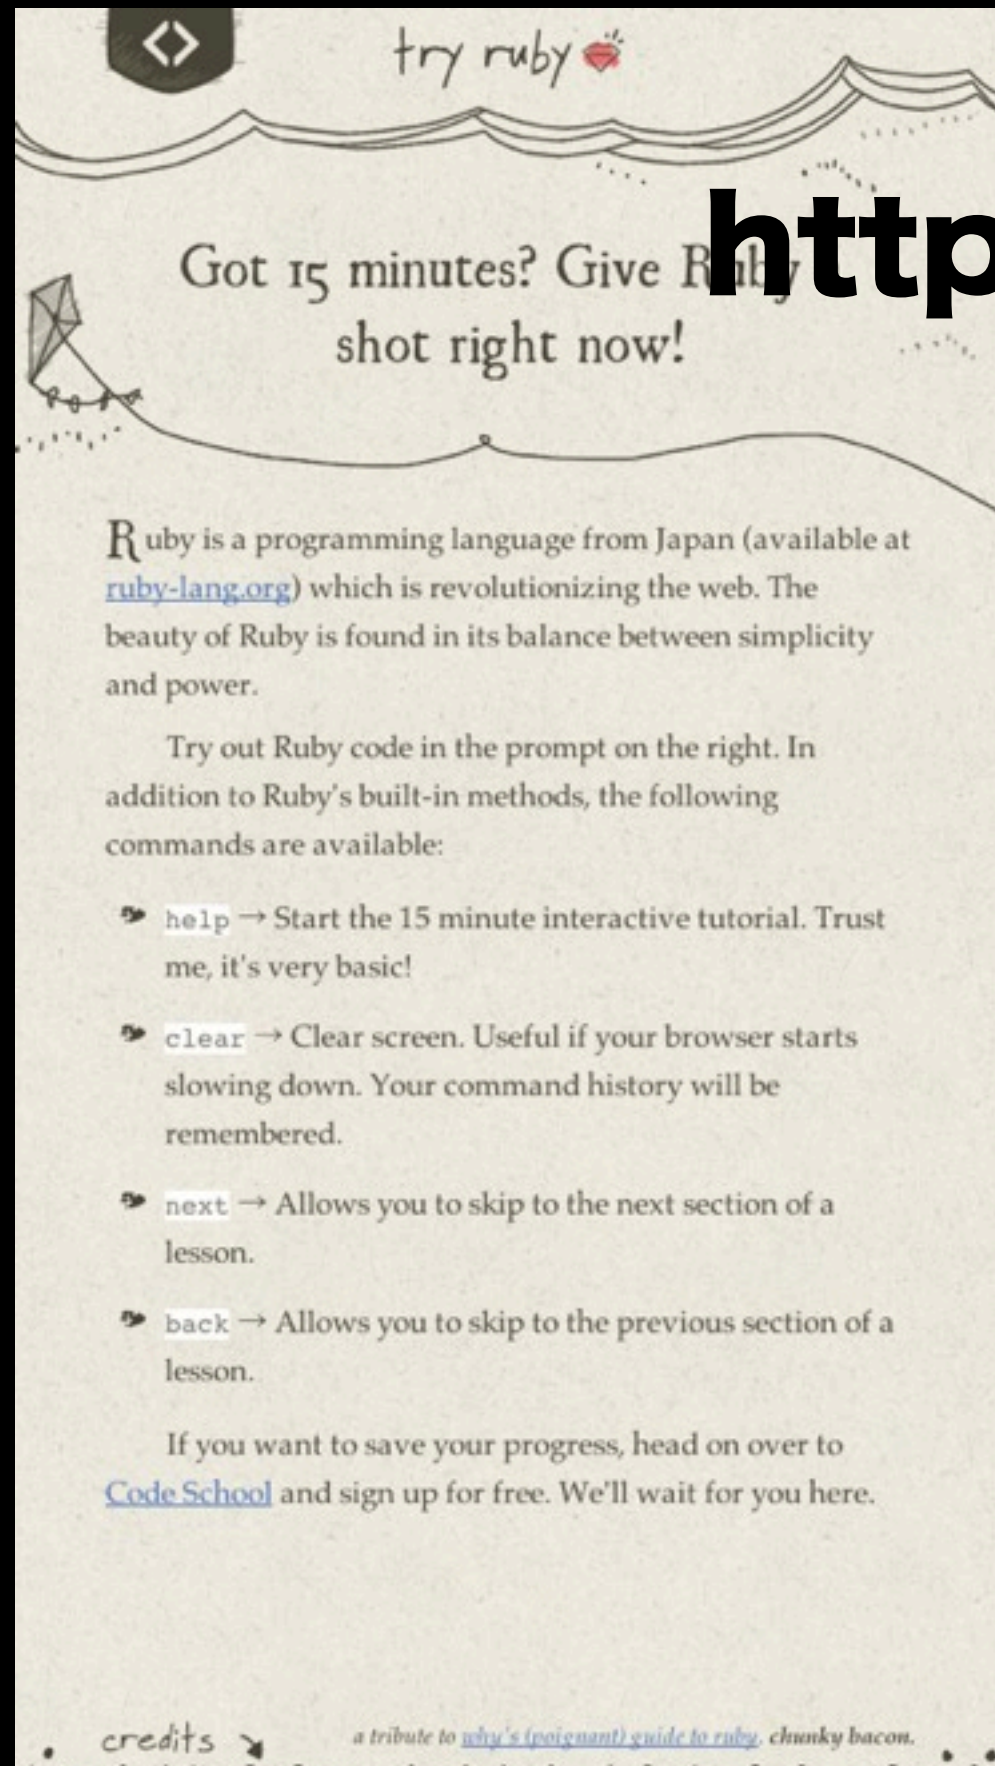 try ruby
http
Got 15 minutes? Give Ruby
shot right now!
Ruby is a programming language from Japan (available at
ruby-lang.org) which is revolutionizing the web. The
beauty of Ruby is found in its balance between simplicity
and power.
Try out Ruby code in the prompt on the right. In
addition to Ruby's built-in methods, the following
commands are available:
help → Start the 15 minute interactive tutorial. Trust
me, it's very basic!
clear → Clear screen. Useful if your browser starts
slowing down. Your command history will be
remembered.
next → Allows you to skip to the next section of a
lesson.
back → Allows you to skip to the previous section of a
lesson.
If you want to save your progress, head on over to
Code School and sign up for free. We'll wait for you here.
credits
a tribute to why's (poignant) guide to ruby. chunky bacon.